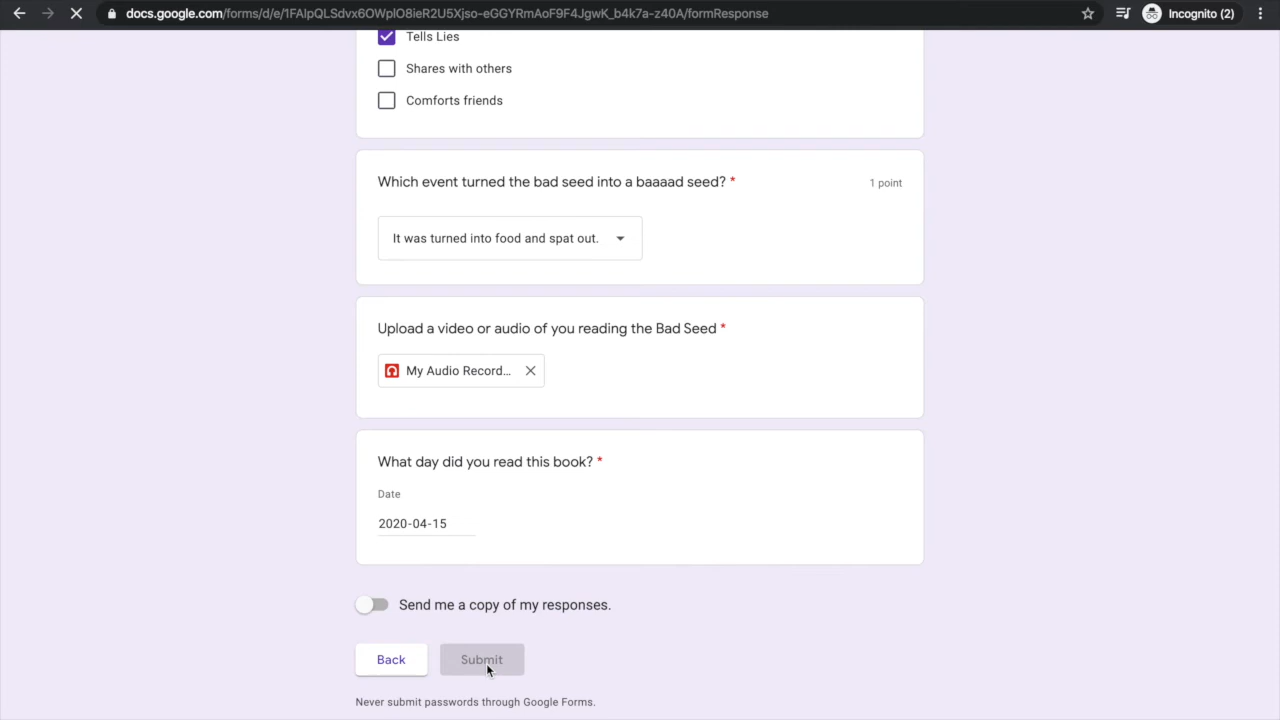 docs.google.com/forms/d/e/1FAIpQLSdvx6OWplO8ieR2U5Xjso-eGGYRmAoF9F4JgwK_b4k7a-z40A/formResponse
Incognito (2)
Tells Lies
Shares with others
Comforts friends
Which event turned the bad seed into a baaaad seed? *
1 point
It was turned into food and spat out.
Upload a video or audio of you reading the Bad Seed *
My Audio Record...
What day did you read this book? *
Date
2020-04-15
Send me a copy of my responses.
Back
Submit
Never submit passwords through Google Forms.